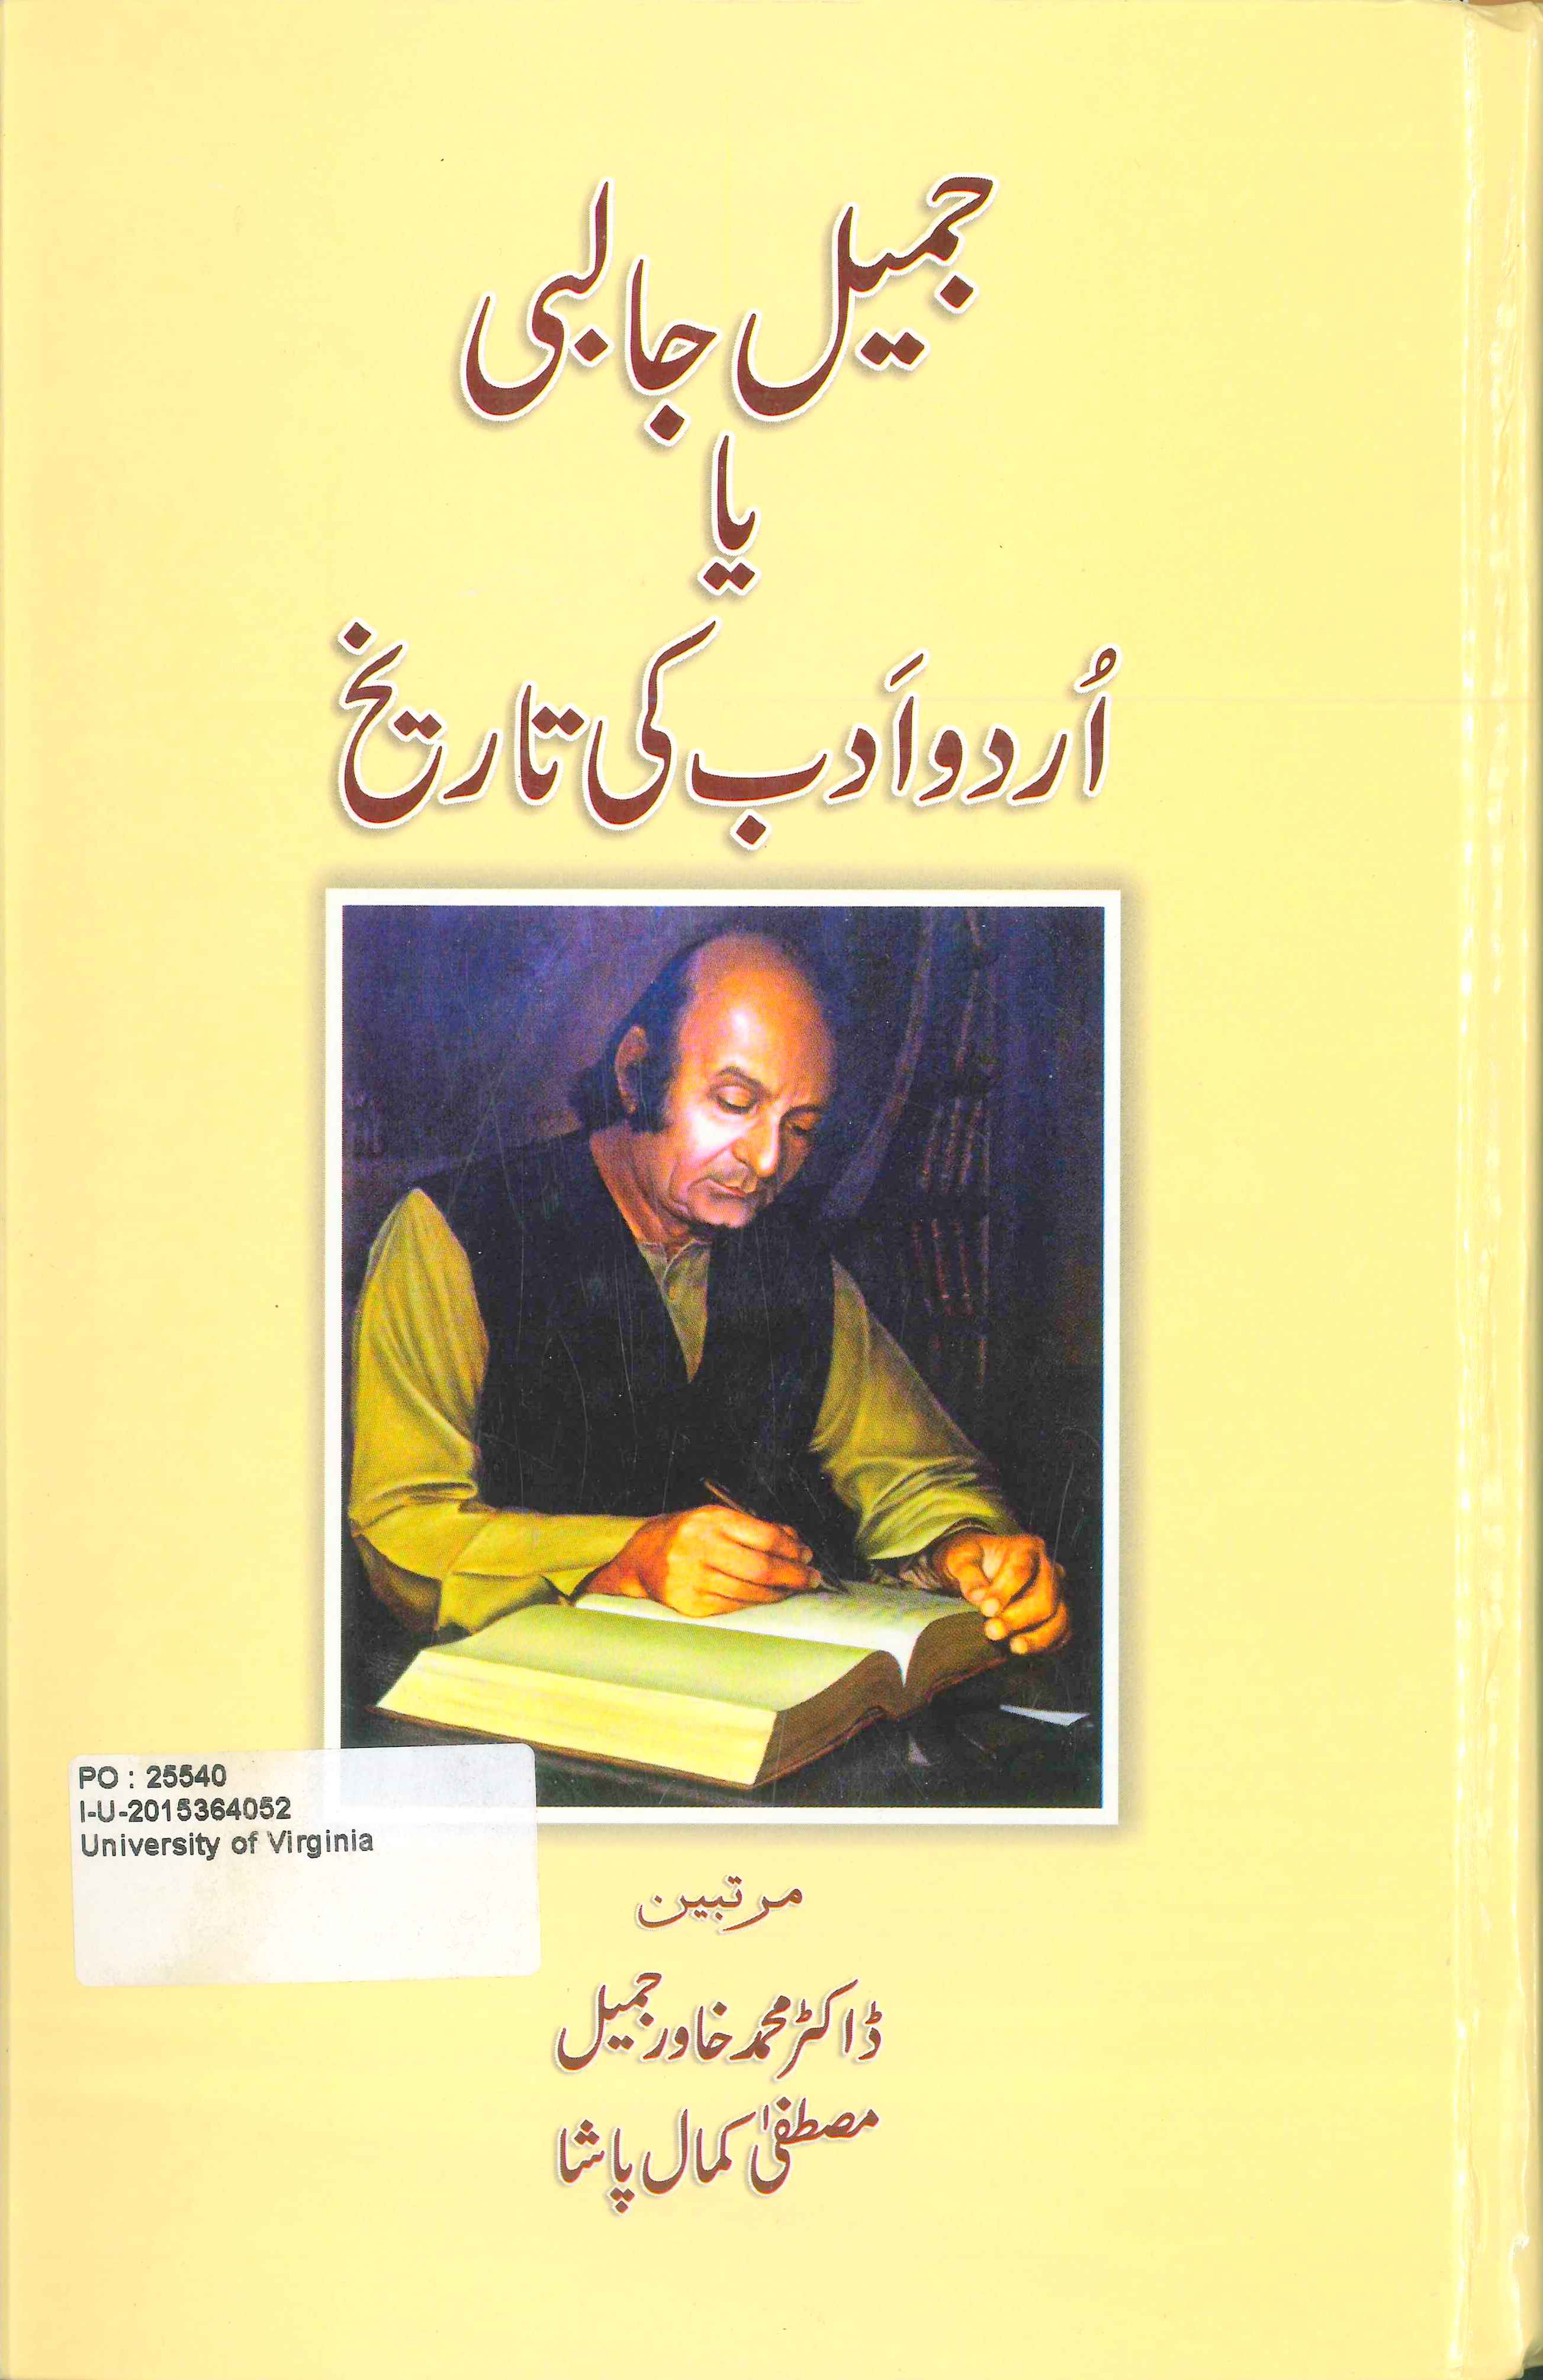 جمیل جالبی
یا
اُردو اَدب کی تاریخ
PO : 25540
I-U-2015364052
University of Virginia
مرتبین
ڈاکٹر محمد خاور جمیل
مصطفیٰ کمال پاشا